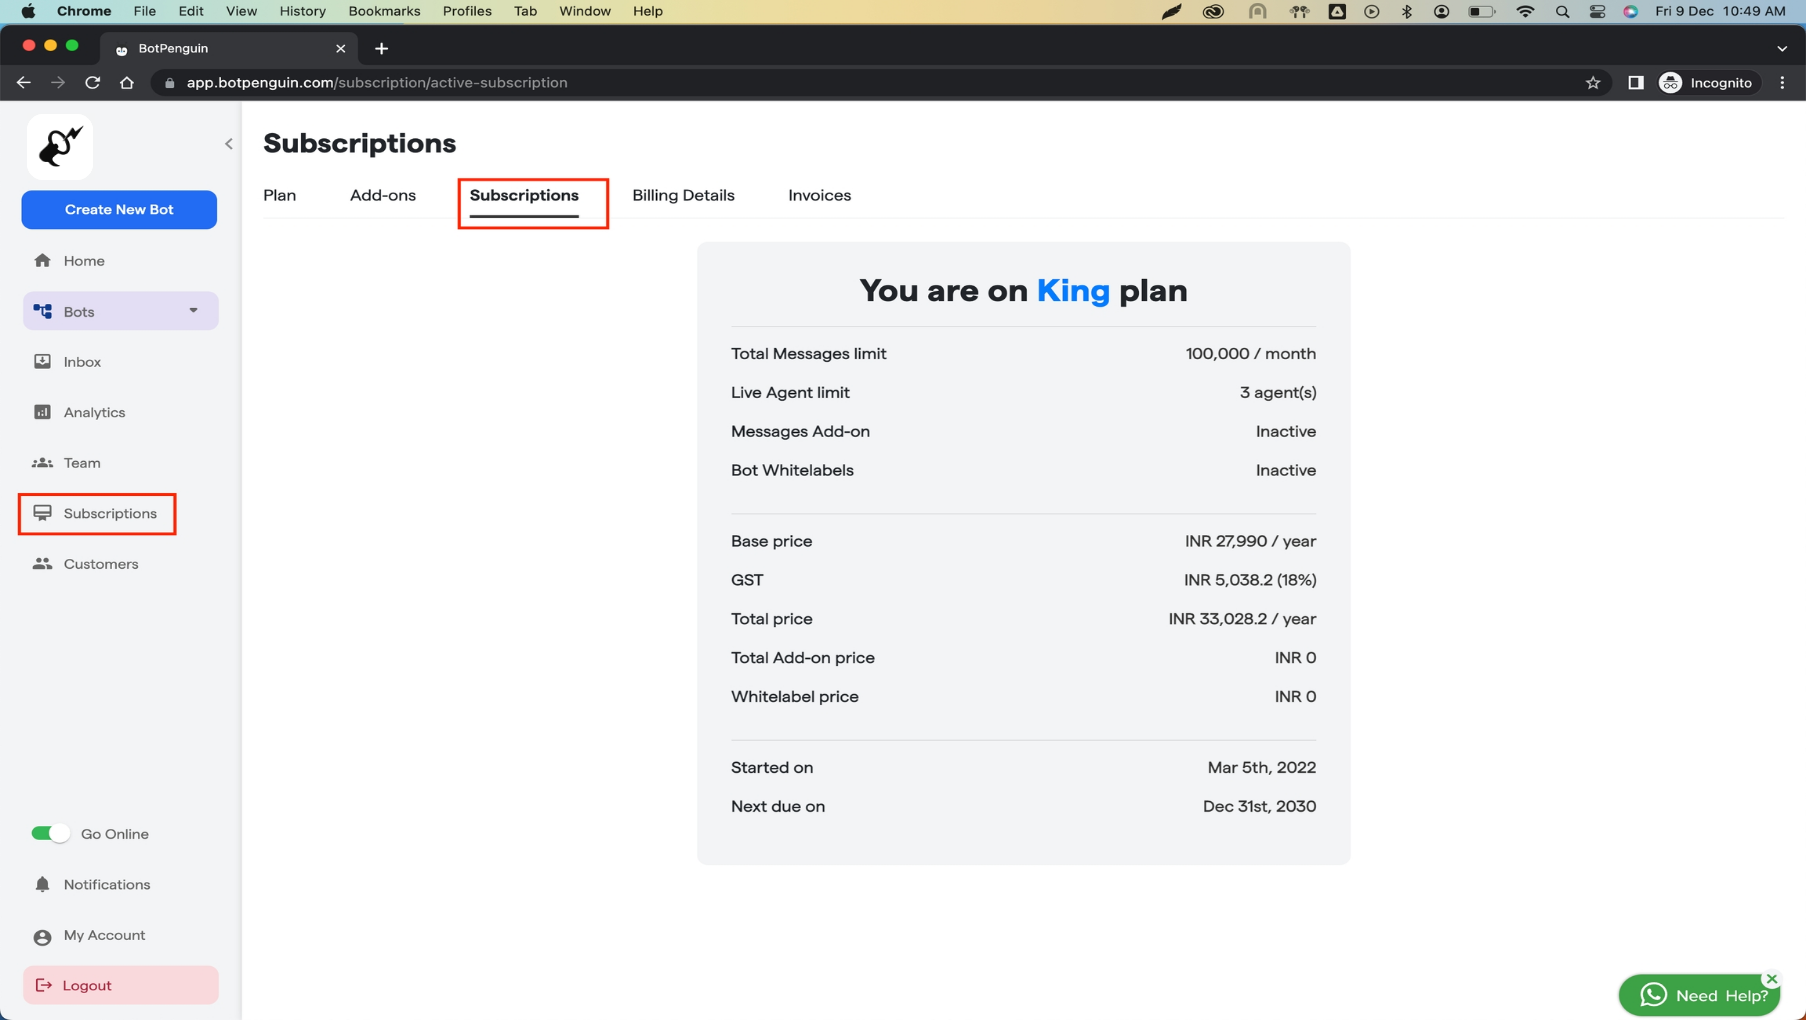 Chrome File Edit View History Bookmarks Profiles Tab Window Help Fri 9 Dec 10:49 AM
BotPenguin
app.botpenguin.com/subscription/active-subscription Incognito
Subscriptions
Plan Add-ons Subscriptions Billing Details Invoices
Create New Bot
Home
Bots
Inbox
Analytics
Team
Subscriptions
Customers
Go Online
Notifications
My Account
Logout
You are on King plan
Total Messages limit 100,000 / month
Live Agent limit 3 agent(s)
Messages Add-on Inactive
Bot Whitelabels Inactive
Base price INR 27,990 / year
GST INR 5,038.2 (18%)
Total price INR 33,028.2 / year
Total Add-on price INR 0
Whitelabel price INR 0
Started on Mar 5th, 2022
Next due on Dec 31st, 2030
Need Help?